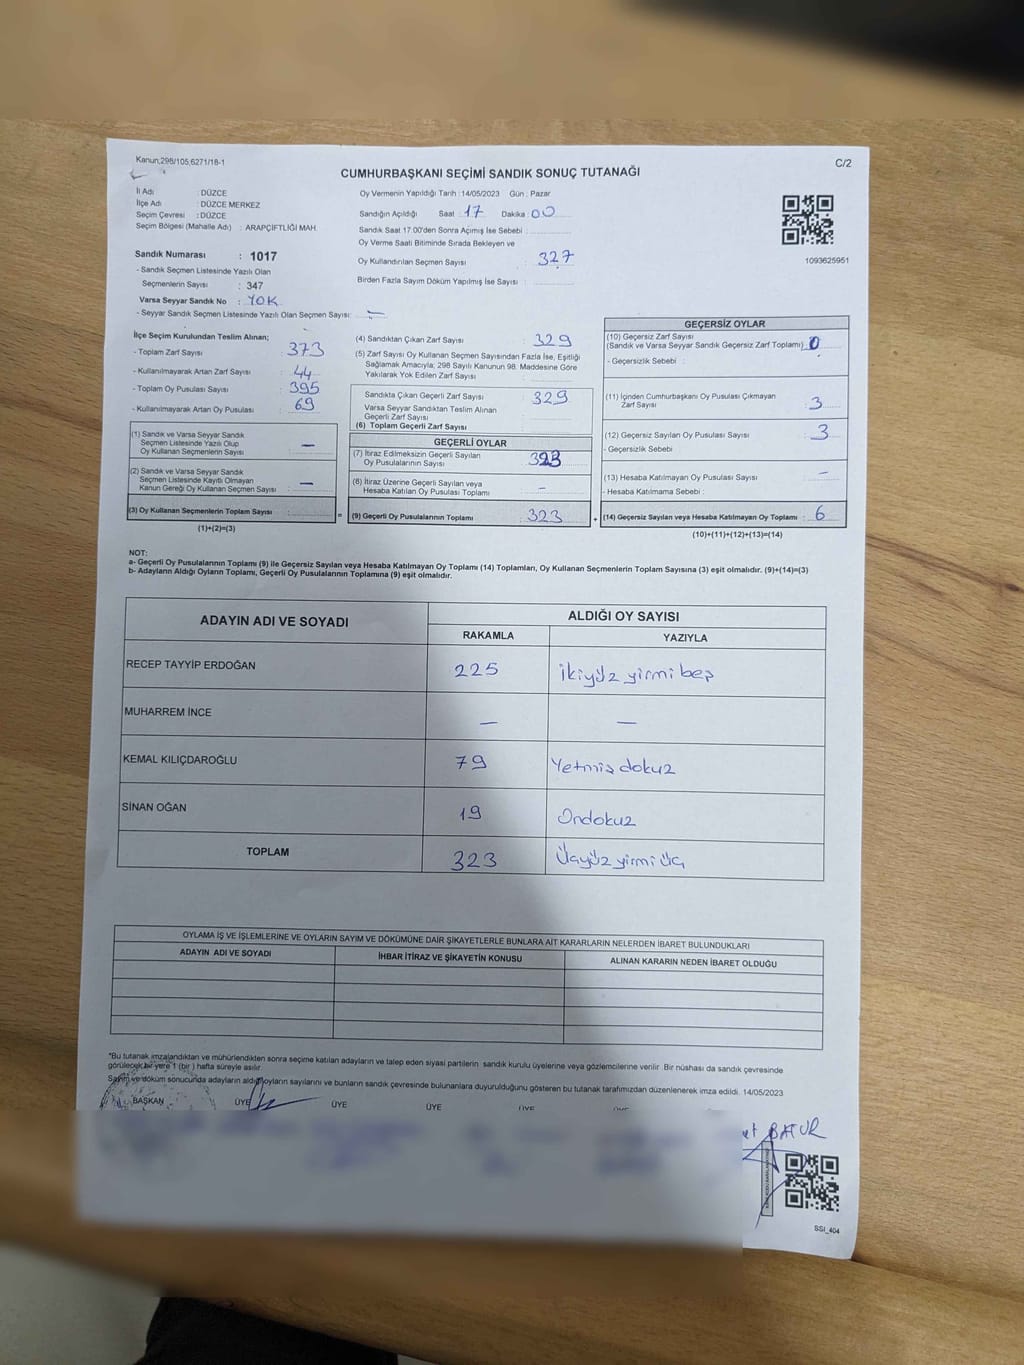 Kanun;298/105,6271/18-1
C/2
CUMHURBAŞKANI SEÇİMİ SANDIK SONUÇ TUTANAĞI
İl Adı : DÜZCE
İlçe Adı : DÜZCE MERKEZ
Seçim Çevresi : DÜZCE
Seçim Bölgesi (Mahalle Adı) : ARAPÇİFTLİĞİ MAH.
Sandık Numarası : 1017
- Sandık Seçmen Listesinde Yazılı Olan
Seçmenlerin Sayısı : 347
Varsa Seyyar Sandık No : YOK
- Seyyar Sandık Seçmen Listesinde Yazılı Olan Seçmen Sayısı: —
Oy Vermenin Yapıldığı Tarih : 14/05/2023 Gün : Pazar
Sandığın Açıldığı Saat : 17 Dakika : 00
Sandık Saat 17.00'den Sonra Açımış İse Sebebi :
Oy Verme Saati Bitiminde Sırada Bekleyen ve
Oy Kullandırılan Seçmen Sayısı : 327
Birden Fazla Sayım Döküm Yapılmış İse Sayısı :
1093625951
İlçe Seçim Kurulundan Teslim Alınan;
- Toplam Zarf Sayısı : 373
- Kullanılmayarak Artan Zarf Sayısı : 44
- Toplam Oy Pusulası Sayısı : 395
- Kullanılmayarak Artan Oy Pusulası : 69
(1) Sandık ve Varsa Seyyar Sandık
Seçmen Listesinde Yazılı Olup
Oy Kullanan Seçmenlerin Sayısı : —
(2) Sandık ve Varsa Seyyar Sandık
Seçmen Listesinde Kayıtlı Olmayan
Kanun Gereği Oy Kullanan Seçmen Sayısı : —
(3) Oy Kullanan Seçmenlerin Toplam Sayısı :
(1)+(2)=(3)
(4) Sandıktan Çıkan Zarf Sayısı : 329
(5) Zarf Sayısı Oy Kullanan Seçmen Sayısından Fazla İse, Eşitliği
Sağlamak Amacıyla; 298 Sayılı Kanunun 98. Maddesine Göre
Yakılarak Yok Edilen Zarf Sayısı :
Sandıkta Çıkan Geçerli Zarf Sayısı : 329
Varsa Seyyar Sandıktan Teslim Alınan
Geçerli Zarf Sayısı :
(6) Toplam Geçerli Zarf Sayısı :
GEÇERLİ OYLAR
(7) İtiraz Edilmeksizin Geçerli Sayılan
Oy Pusulalarının Sayısı : 323
(8) İtiraz Üzerine Geçerli Sayılan veya
Hesaba Katılan Oy Pusulası Toplamı : –
= (9) Geçerli Oy Pusulalarının Toplamı : 323
GEÇERSİZ OYLAR
(10) Geçersiz Zarf Sayısı
(Sandık ve Varsa Seyyar Sandık Geçersiz Zarf Toplamı) : 0
- Geçersizlik Sebebi :
(11) İçinden Cumhurbaşkanı Oy Pusulası Çıkmayan
Zarf Sayısı : 3
(12) Geçersiz Sayılan Oy Pusulası Sayısı : 3
- Geçersizlik Sebebi :
(13) Hesaba Katılmayan Oy Pusulası Sayısı : –
- Hesaba Katılmama Sebebi :
+ (14) Geçersiz Sayılan veya Hesaba Katılmayan Oy Toplamı : 6
(10)+(11)+(12)+(13)=(14)
NOT:
a- Geçerli Oy Pusulalarının Toplamı (9) ile Geçersiz Sayılan veya Hesaba Katılmayan Oy Toplamı (14) Toplamları, Oy Kullanan Seçmenlerin Toplam Sayısına (3) eşit olmalıdır. (9)+(14)=(3)
b- Adayların Aldığı Oyların Toplamı, Geçerli Oy Pusulalarının Toplamına (9) eşit olmalıdır.
ADAYIN ADI VE SOYADI
ALDIĞI OY SAYISI
RAKAMLA YAZIYLA
RECEP TAYYİP ERDOĞAN 225 ikiyüz yirmi beş
MUHARREM İNCE — —
KEMAL KILIÇDAROĞLU 79 Yetmiş dokuz
SİNAN OĞAN 19 Ondokuz
TOPLAM 323 Üçyüz yirmi üç
OYLAMA İŞ VE İŞLEMLERİNE VE OYLARIN SAYIM VE DÖKÜMÜNE DAİR ŞİKAYETLERLE BUNLARA AİT KARARLARIN NELERDEN İBARET BULUNDUKLARI
ADAYIN ADI VE SOYADI İHBAR İTİRAZ VE ŞİKAYETİN KONUSU ALINAN KARARIN NEDEN İBARET OLDUĞU
*Bu tutanak imzalandıktan ve mühürlendikten sonra seçime katılan adayların ve talep eden siyasi partilerin sandık kurulu üyelerine veya gözlemcilerine verilir. Bir nüshası da sandık çevresinde
görülecek bir yere 1 (bir ) hafta süreyle asılır.
Sayım ve döküm sonucunda adayların aldığı oyların sayılarını ve bunların sandık çevresinde bulunanlara duyurulduğunu gösteren bu tutanak tarafımızdan düzenlenerek imza edildi. 14/05/2023
BAŞKAN ÜYE ÜYE ÜYE ÜYE ÜYE
BATUR
SSİ_404